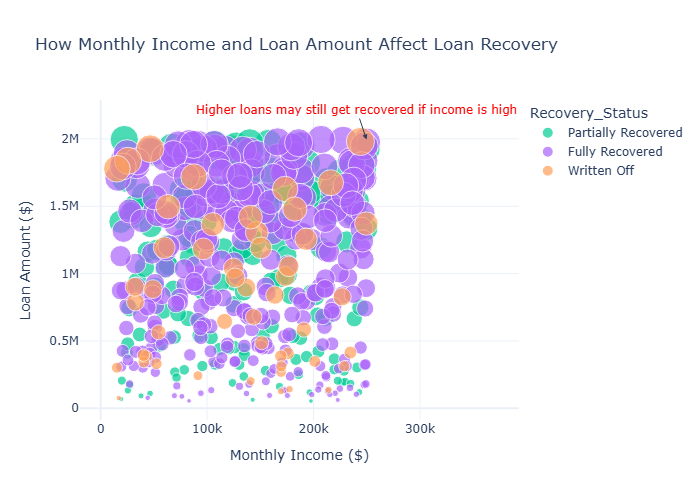 How Monthly Income and Loan Amount Affect Loan Recovery
Higher loans may still get recovered if income is high
Recovery_Status
Partially Recovered
Fully Recovered
Written Off
2M
1.5M
1M
0.5M
0
Loan Amount ($)
0
100k
200k
300k
Monthly Income ($)